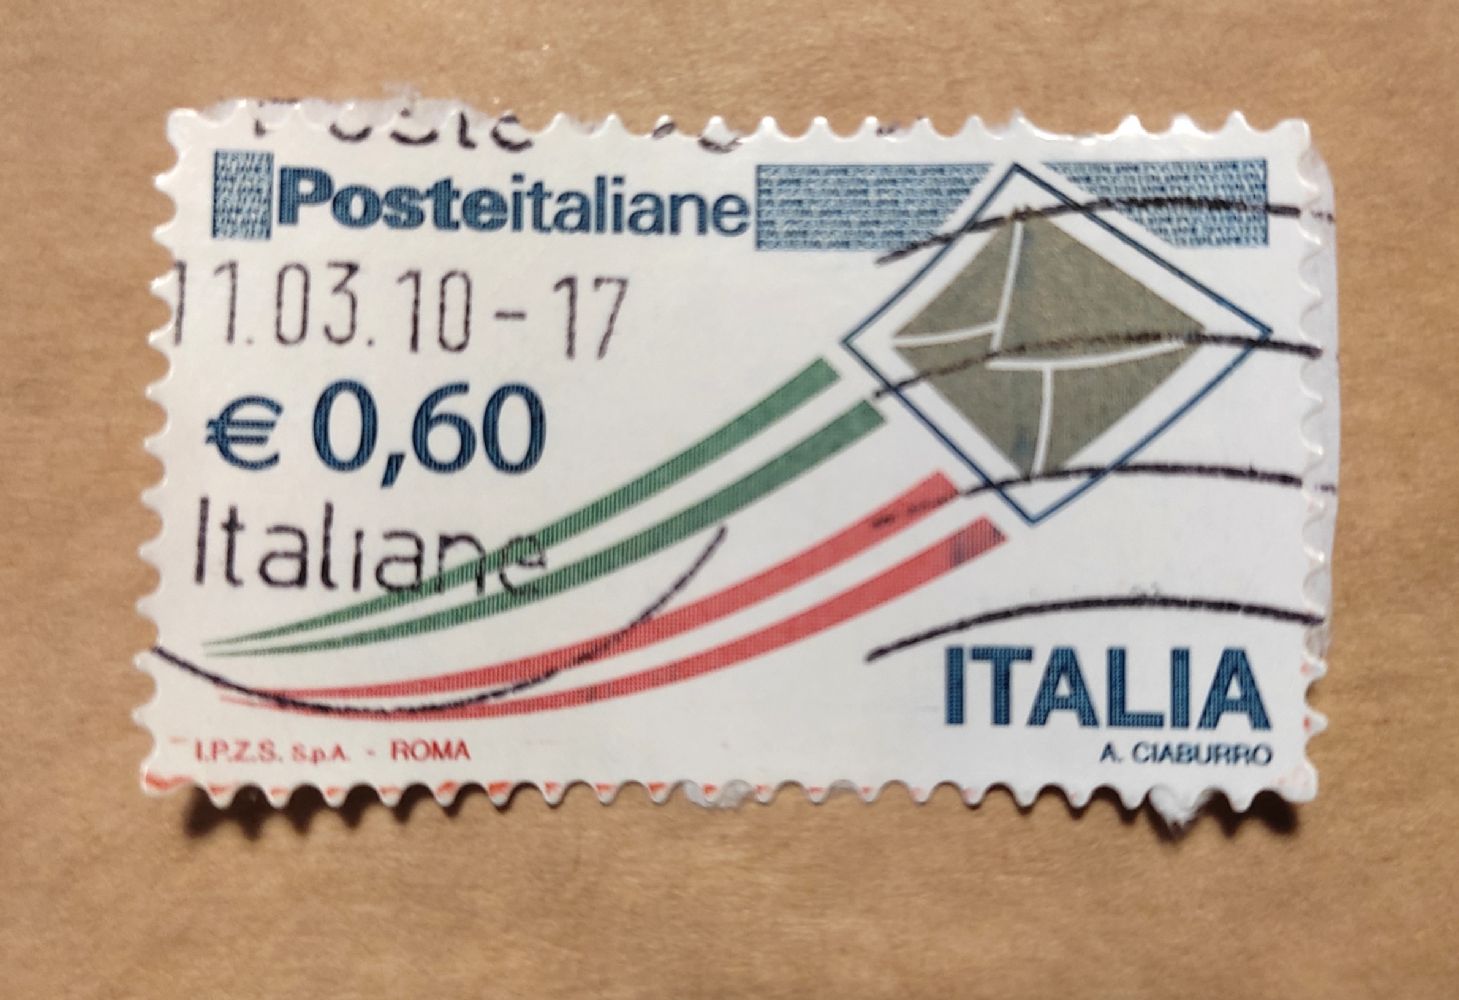 Posteitaliane
11.03.10-17
€ 0,60
Italiane
ITALIA
I.P.Z.S. S.p.A. - ROMA
A. CIABURRO